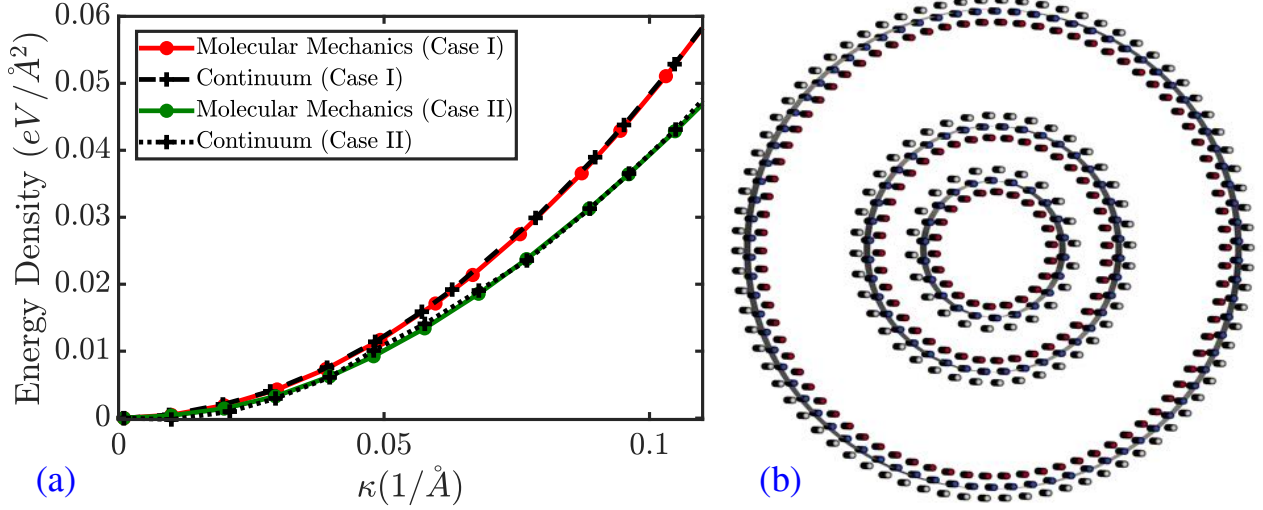 0.06
0.05
0.04
0.03
0.02
0.01
0
Energy Density (eV/Å²)
Molecular Mechanics (Case I)
Continuum (Case I)
Molecular Mechanics (Case II)
Continuum (Case II)
0 0.05 0.1
κ(1/Å)
(a)
(b)